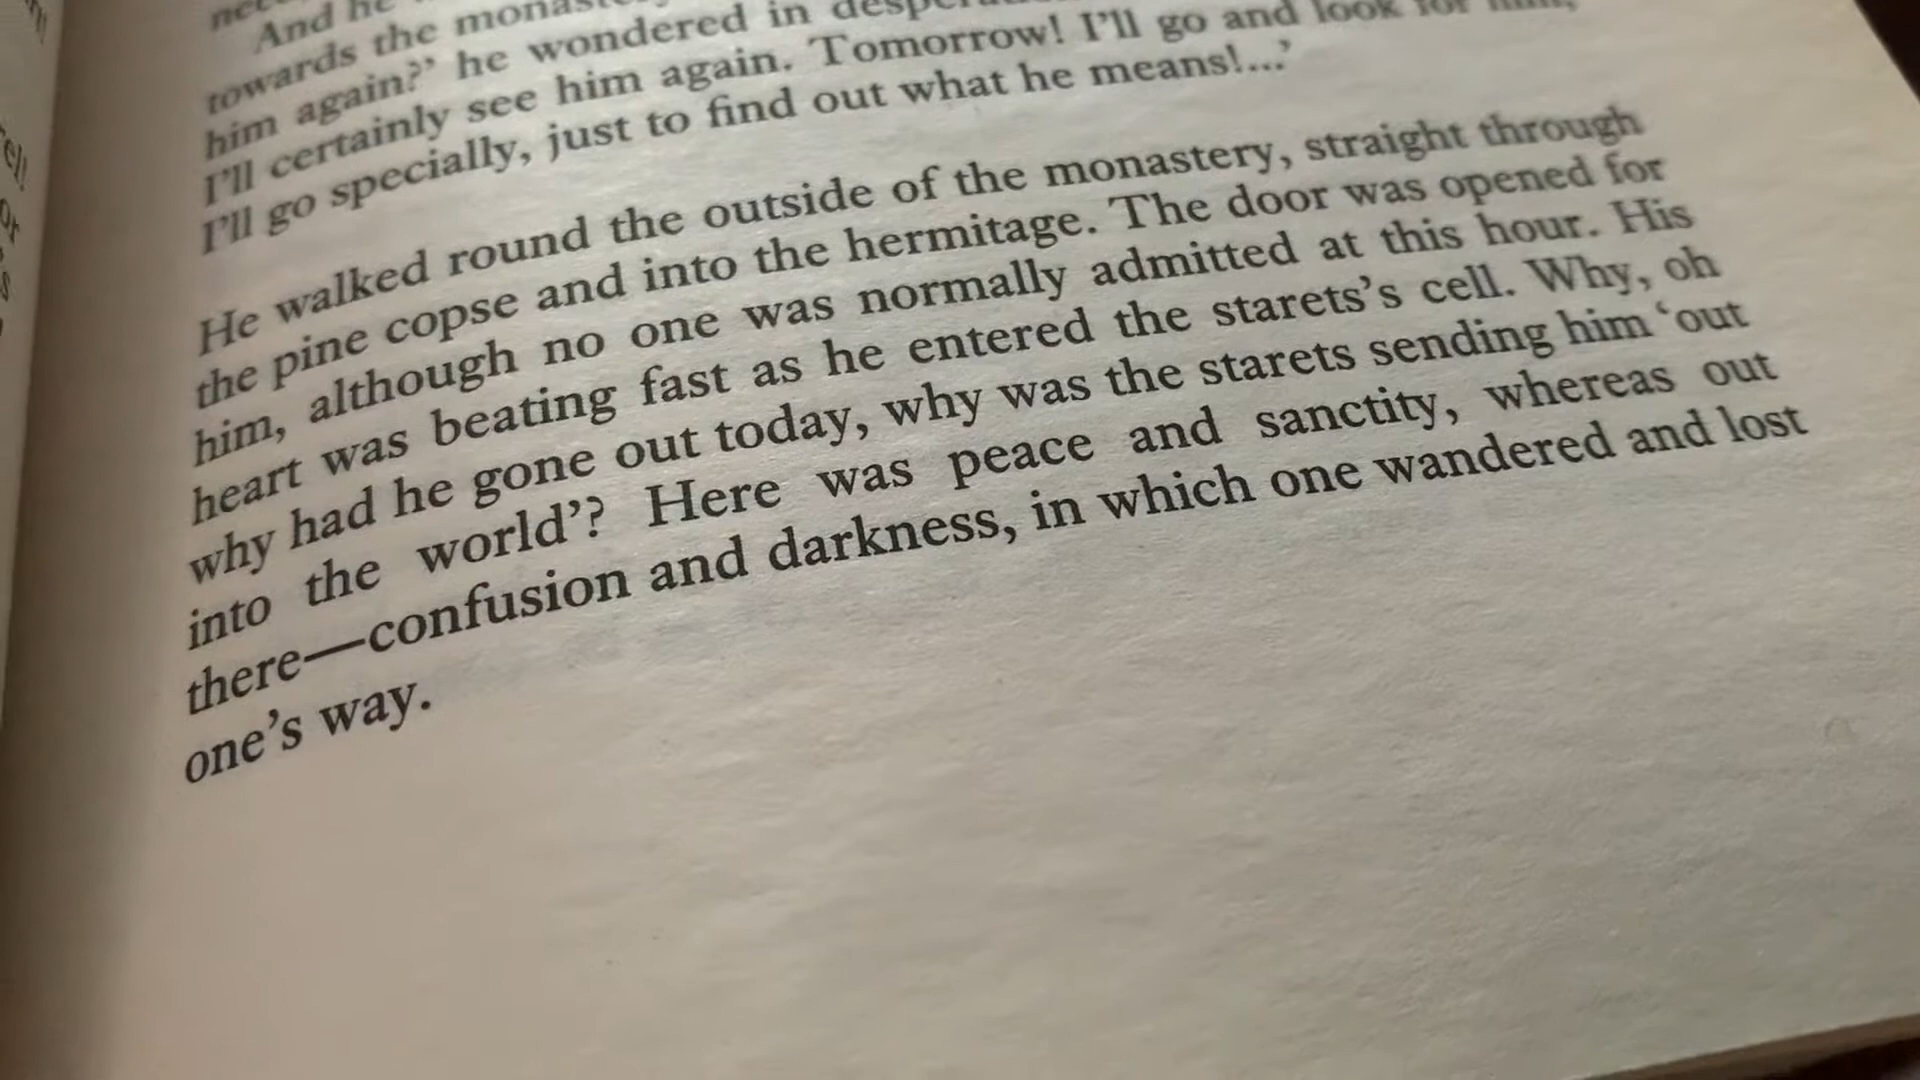 And he
towards the monas
him again?’ he wondered in desper
I’ll certainly see him again. Tomorrow! I’ll go and look for him,
I’ll go specially, just to find out what he means!...’
He walked round the outside of the monastery, straight through
the pine copse and into the hermitage. The door was opened for
him, although no one was normally admitted at this hour. His
heart was beating fast as he entered the starets’s cell. Why, oh
why had he gone out today, why was the starets sending him ‘out
into the world’? Here was peace and sanctity, whereas out
there—confusion and darkness, in which one wandered and lost
one’s way.